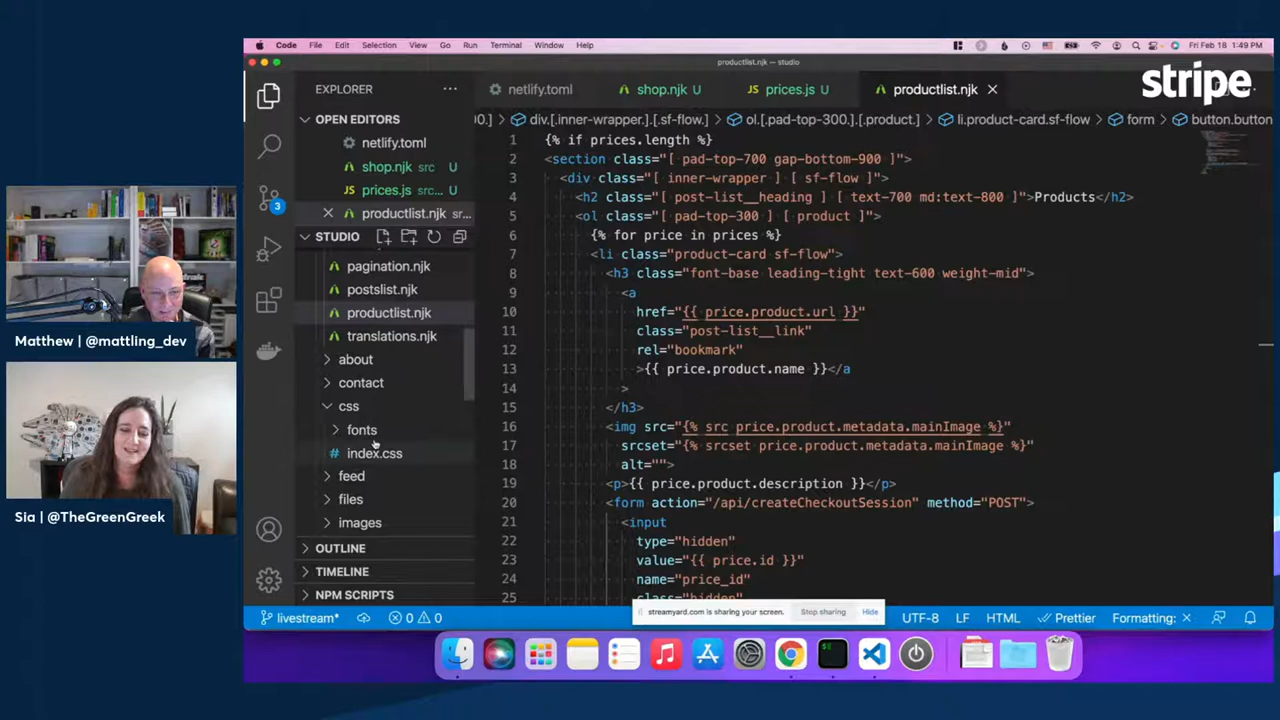 Code File Edit Selection View Go Run Terminal Window Help
Fri Feb 18 1:49 PM
productlist.njk — studio
stripe
EXPLORER
netlify.toml
shop.njk U
JS prices.js U
productlist.njk
OPEN EDITORS
0.] div.[.inner-wrapper.].[.sf-flow.] ol.[.pad-top-300.].[.product.] li.product-card.sf-flow form button.button
netlify.toml
shop.njk src U
JS prices.js src... U
productlist.njk sr...
STUDIO
pagination.njk
postslist.njk
productlist.njk
translations.njk
about
contact
css
fonts
# index.css
feed
files
images
OUTLINE
TIMELINE
NPM SCRIPTS
3
1 {% if prices.length %}
2 <section class="[ pad-top-700 gap-bottom-900 ]">
3 <div class="[ inner-wrapper ] [ sf-flow ]">
4 <h2 class="[ post-list__heading ] [ text-700 md:text-800 ]">Products</h2>
5 <ol class="[ pad-top-300 ] [ product ]">
6 {% for price in prices %}
7 <li class="product-card sf-flow">
8 <h3 class="font-base leading-tight text-600 weight-mid">
9 <a
10 href="{{ price.product.url }}"
11 class="post-list__link"
12 rel="bookmark"
13 >{{ price.product.name }}</a
14 >
15 </h3>
16 <img src="{% src price.product.metadata.mainImage %}"
17 srcset="{% srcset price.product.metadata.mainImage %}"
18 alt="">
19 <p>{{ price.product.description }}</p>
20 <form action="/api/createCheckoutSession" method="POST">
21 <input
22 type="hidden"
23 value="{{ price.id }}"
24 name="price_id"
25 class="hidden"
streamyard.com is sharing your screen. Stop sharing Hide
livestream* 0 0 UTF-8 LF HTML Prettier Formatting:
Matthew | @mattling_dev
Sia | @TheGreenGreek